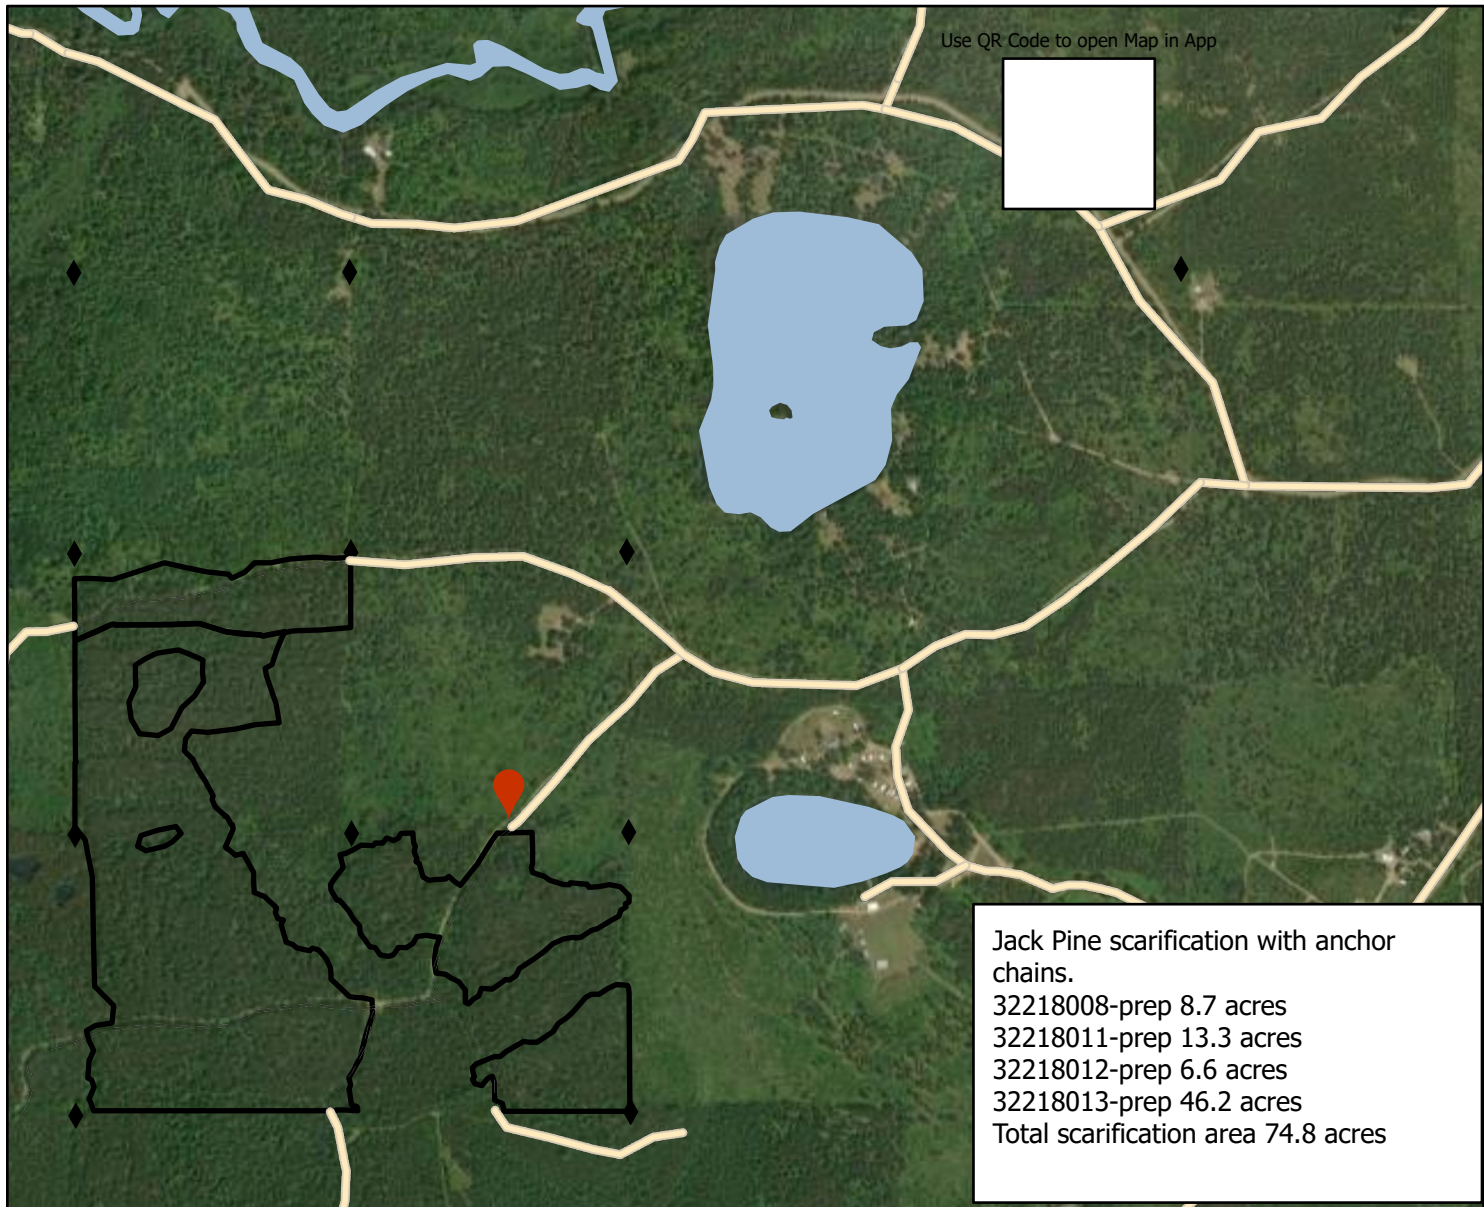 Use QR Code to open Map in App
Jack Pine scarification with anchor
chains.
32218008-prep 8.7 acres
32218011-prep 13.3 acres
32218012-prep 6.6 acres
32218013-prep 46.2 acres
Total scarification area 74.8 acres